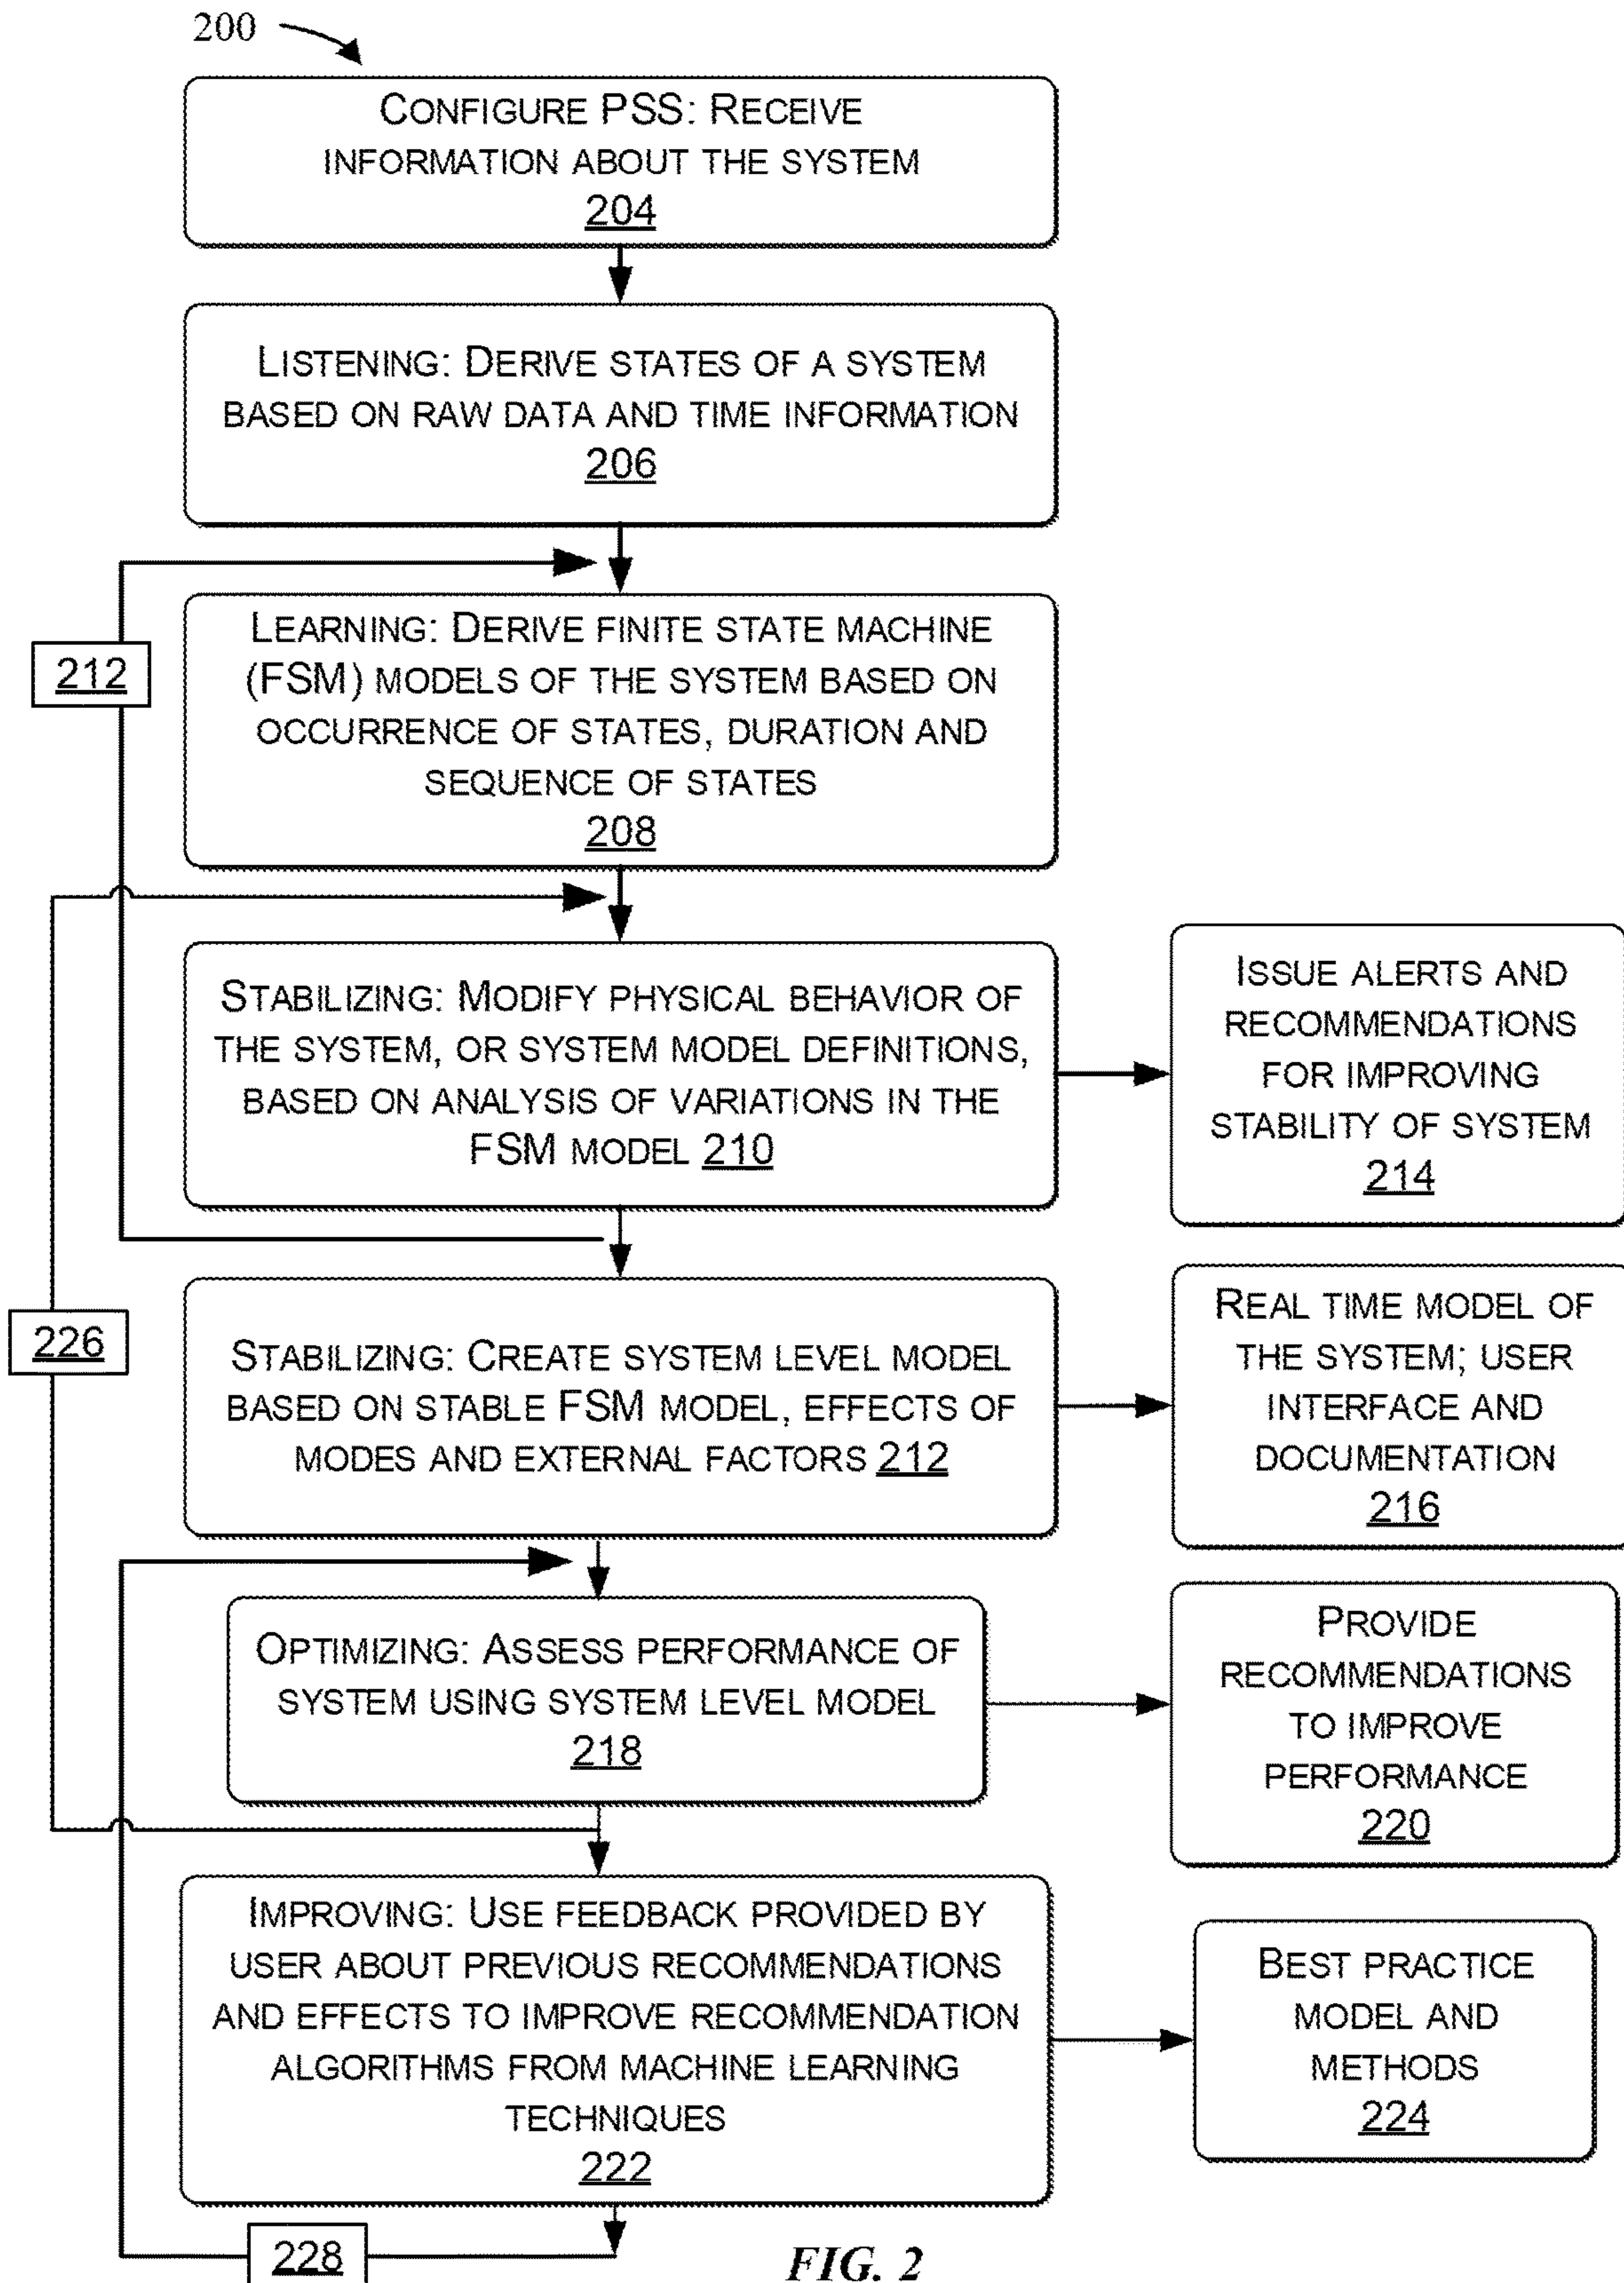 200
CONFIGURE PSS: RECEIVE
INFORMATION ABOUT THE SYSTEM
204
LISTENING: DERIVE STATES OF A SYSTEM
BASED ON RAW DATA AND TIME INFORMATION
206
LEARNING: DERIVE FINITE STATE MACHINE
(FSM) MODELS OF THE SYSTEM BASED ON
OCCURRENCE OF STATES, DURATION AND
SEQUENCE OF STATES
208
212
STABILIZING: MODIFY PHYSICAL BEHAVIOR OF
THE SYSTEM, OR SYSTEM MODEL DEFINITIONS,
BASED ON ANALYSIS OF VARIATIONS IN THE
FSM MODEL 210
ISSUE ALERTS AND
RECOMMENDATIONS
FOR IMPROVING
STABILITY OF SYSTEM
214
226
STABILIZING: CREATE SYSTEM LEVEL MODEL
BASED ON STABLE FSM MODEL, EFFECTS OF
MODES AND EXTERNAL FACTORS 212
REAL TIME MODEL OF
THE SYSTEM; USER
INTERFACE AND
DOCUMENTATION
216
OPTIMIZING: ASSESS PERFORMANCE OF
SYSTEM USING SYSTEM LEVEL MODEL
218
PROVIDE
RECOMMENDATIONS
TO IMPROVE
PERFORMANCE
220
IMPROVING: USE FEEDBACK PROVIDED BY
USER ABOUT PREVIOUS RECOMMENDATIONS
AND EFFECTS TO IMPROVE RECOMMENDATION
ALGORITHMS FROM MACHINE LEARNING
TECHNIQUES
222
BEST PRACTICE
MODEL AND
METHODS
224
228
FIG. 2